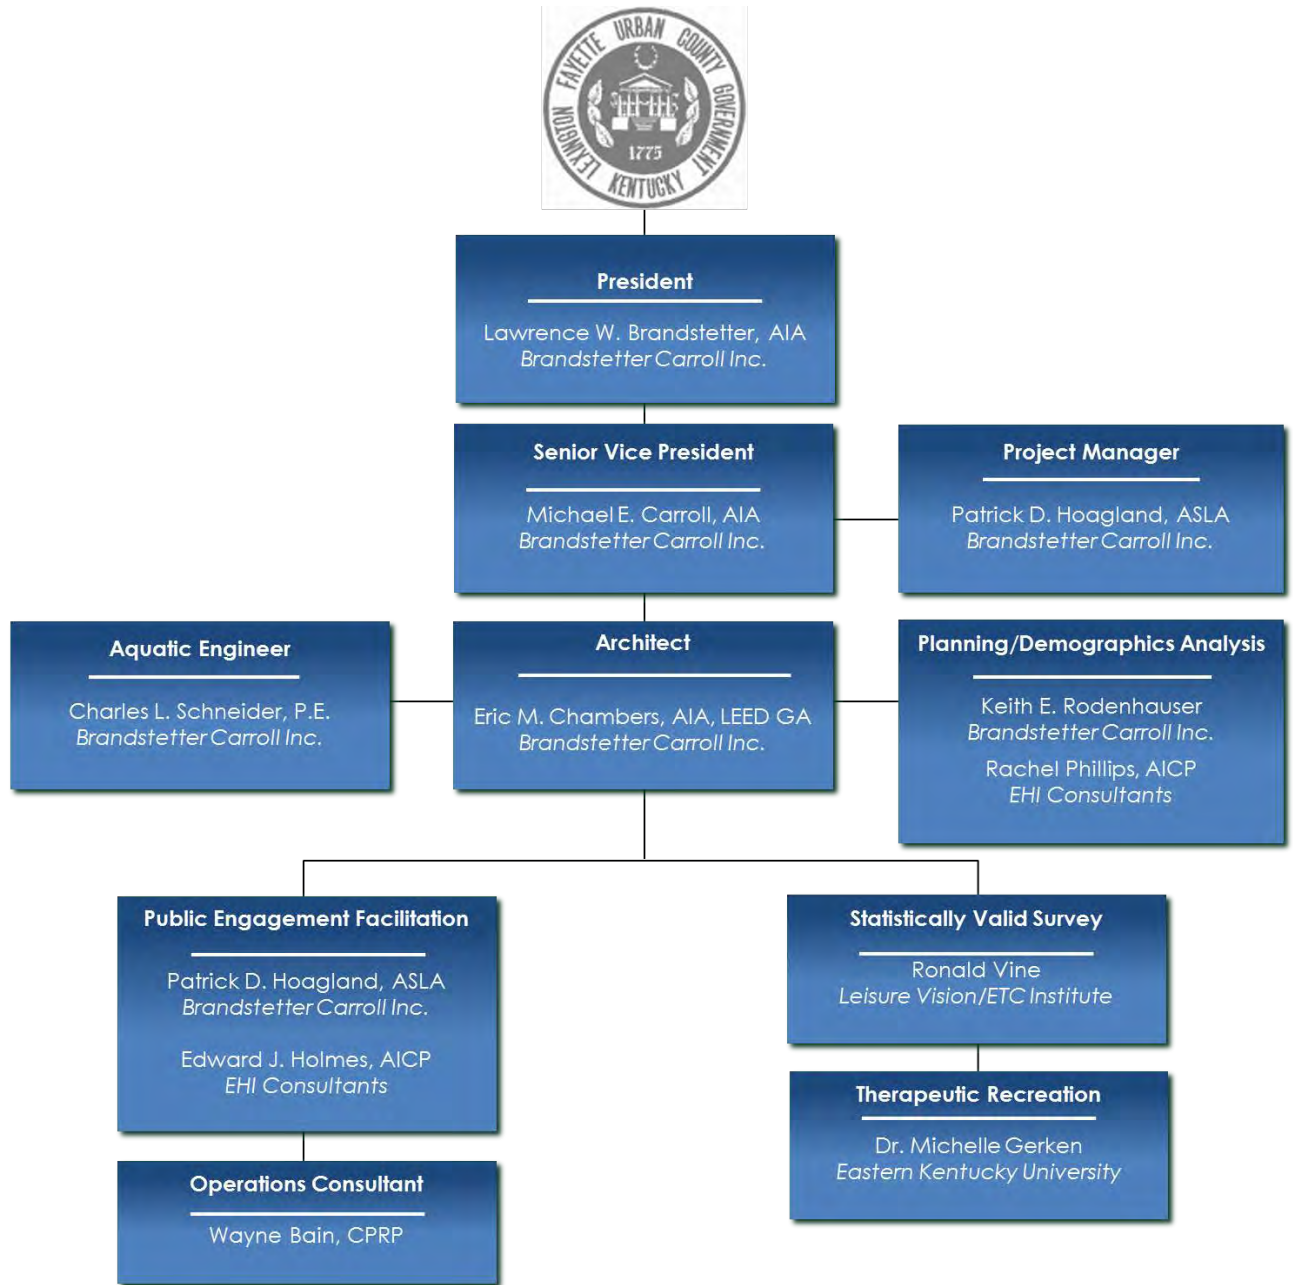 LEXINGTON FAYETTE URBAN COUNTY GOVERNMENT
1775
KENTUCKY
President
Lawrence W. Brandstetter, AIA
Brandstetter Carroll Inc.
Senior Vice President
Michael E. Carroll, AIA
Brandstetter Carroll Inc.
Project Manager
Patrick D. Hoagland, ASLA
Brandstetter Carroll Inc.
Aquatic Engineer
Charles L. Schneider, P.E.
Brandstetter Carroll Inc.
Architect
Eric M. Chambers, AIA, LEED GA
Brandstetter Carroll Inc.
Planning/Demographics Analysis
Keith E. Rodenhauser
Brandstetter Carroll Inc.
Rachel Phillips, AICP
EHI Consultants
Public Engagement Facilitation
Patrick D. Hoagland, ASLA
Brandstetter Carroll Inc.
Edward J. Holmes, AICP
EHI Consultants
Statistically Valid Survey
Ronald Vine
Leisure Vision/ETC Institute
Therapeutic Recreation
Dr. Michelle Gerken
Eastern Kentucky University
Operations Consultant
Wayne Bain, CPRP